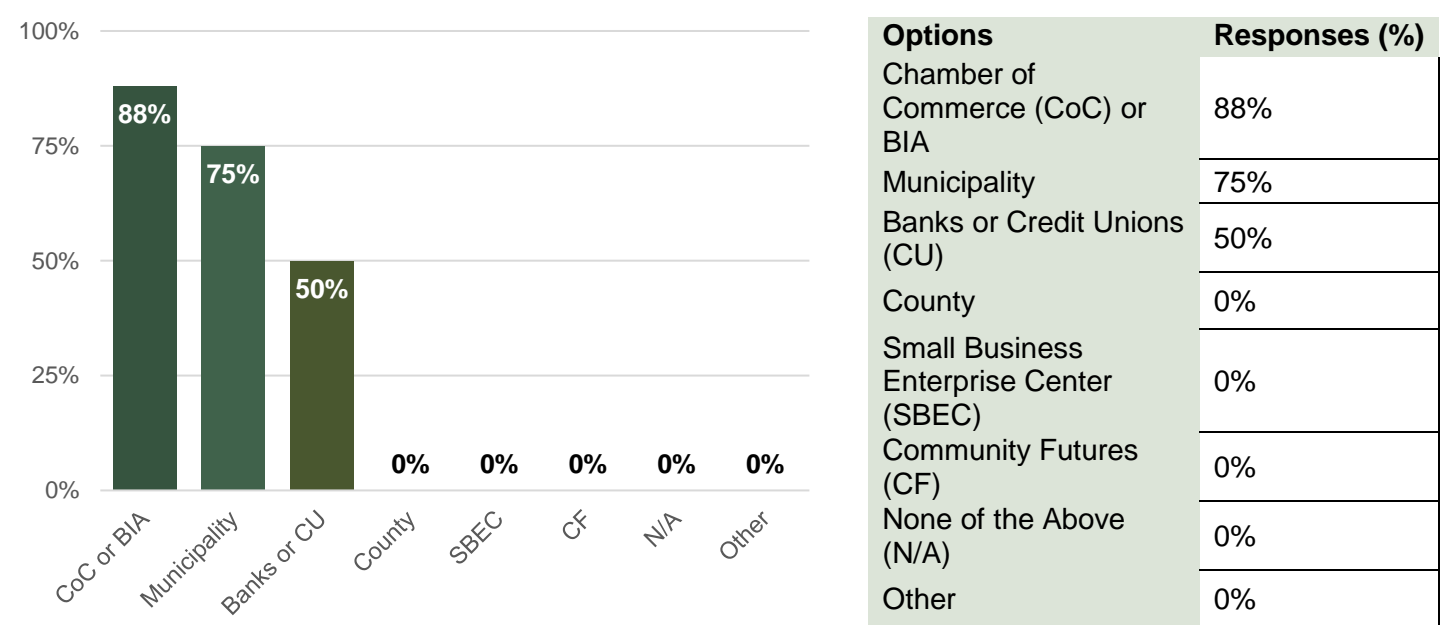 100%
75%
50%
25%
0%
88%
75%
50%
0%
0%
0%
0%
0%
CoC or BIA
Municipality
Banks or CU
County
SBEC
CF
N/A
Other
Options Responses (%)
Chamber of
Commerce (CoC) or
BIA
88%
Municipality 75%
Banks or Credit Unions
(CU)
50%
County 0%
Small Business
Enterprise Center
(SBEC)
0%
Community Futures
(CF)
0%
None of the Above
(N/A)
0%
Other 0%